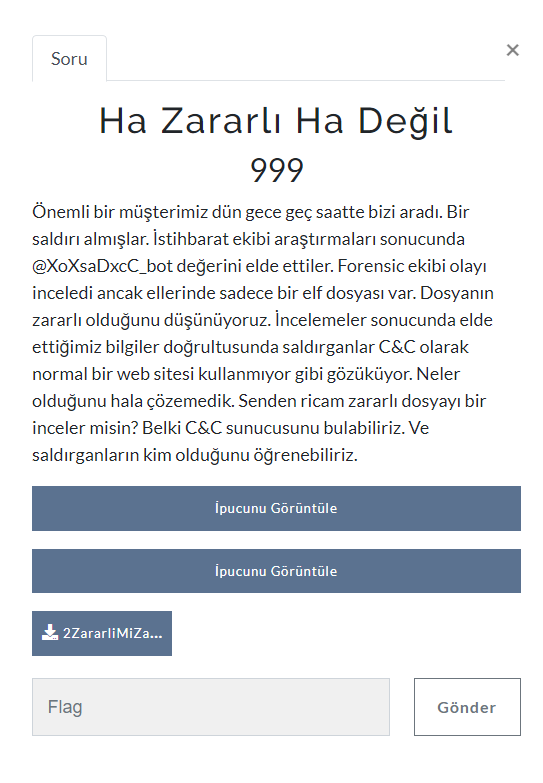 Soru
×
Ha Zararlı Ha Değil
999
Önemli bir müşterimiz dün gece geç saatte bizi aradı. Bir
saldırı almışlar. İstihbarat ekibi araştırmaları sonucunda
@XoXsaDxcC_bot değerini elde ettiler. Forensic ekibi olayı
inceledi ancak ellerinde sadece bir elf dosyası var. Dosyanın
zararlı olduğunu düşünüyoruz. İncelemeler sonucunda elde
ettiğimiz bilgiler doğrultusunda saldırganlar C&C olarak
normal bir web sitesi kullanmıyor gibi gözüküyor. Neler
olduğunu hala çözemedik. Senden ricam zararlı dosyayı bir
inceler misin? Belki C&C sunucusunu bulabiliriz. Ve
saldırganların kim olduğunu öğrenebiliriz.
İpucunu Görüntüle
İpucunu Görüntüle
2ZararliMiZa...
Flag
Gönder